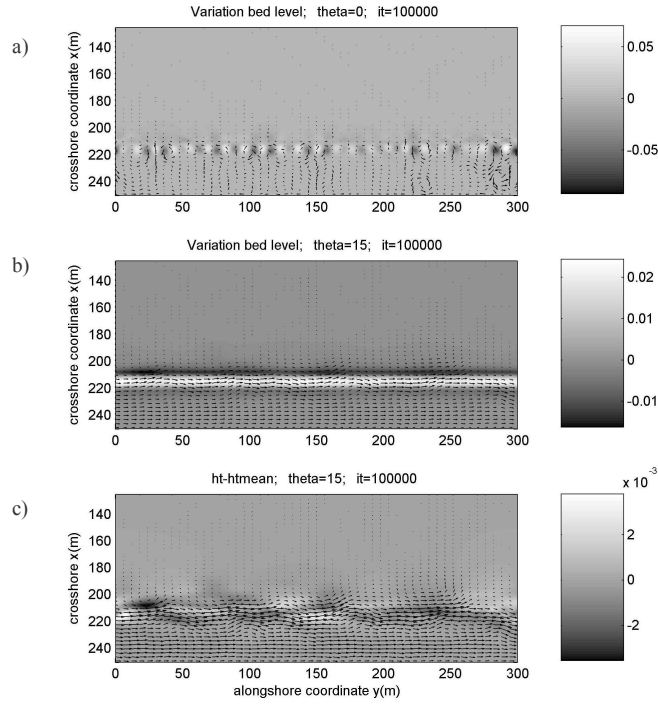 Variation bed level; theta=0; it=100000
a)
crosshore coordinate x(m)
140
160
180
200
220
240
0 50 100 150 200 250 300
0.05
0
-0.05
Variation bed level; theta=15; it=100000
b)
crosshore coordinate x(m)
140
160
180
200
220
240
0 50 100 150 200 250 300
0.02
0.01
0
-0.01
ht-htmean; theta=15; it=100000
c)
crosshore coordinate x(m)
140
160
180
200
220
240
0 50 100 150 200 250 300
alongshore coordinate y(m)
x 10⁻³
2
0
-2